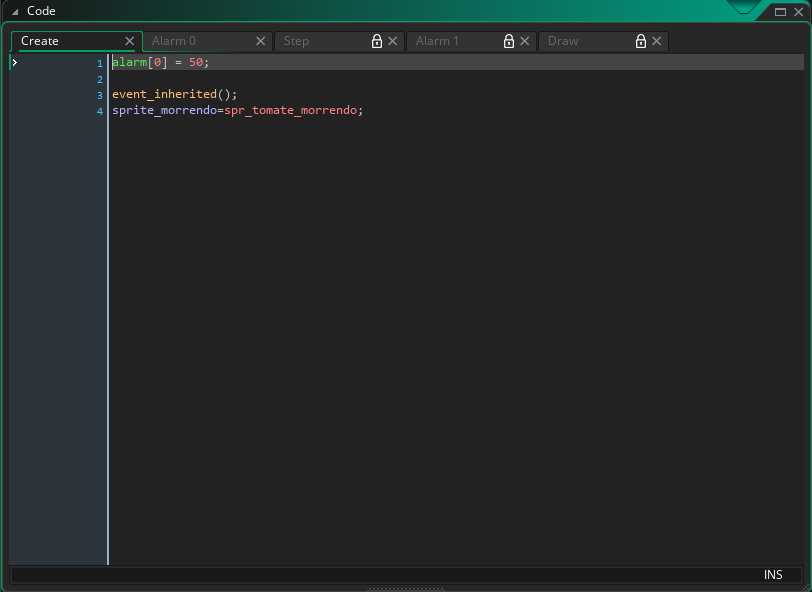 Code
Create Alarm 0 Step Alarm 1 Draw
1 alarm[0] = 50;
2
3 event_inherited();
4 sprite_morrendo=spr_tomate_morrendo;
INS